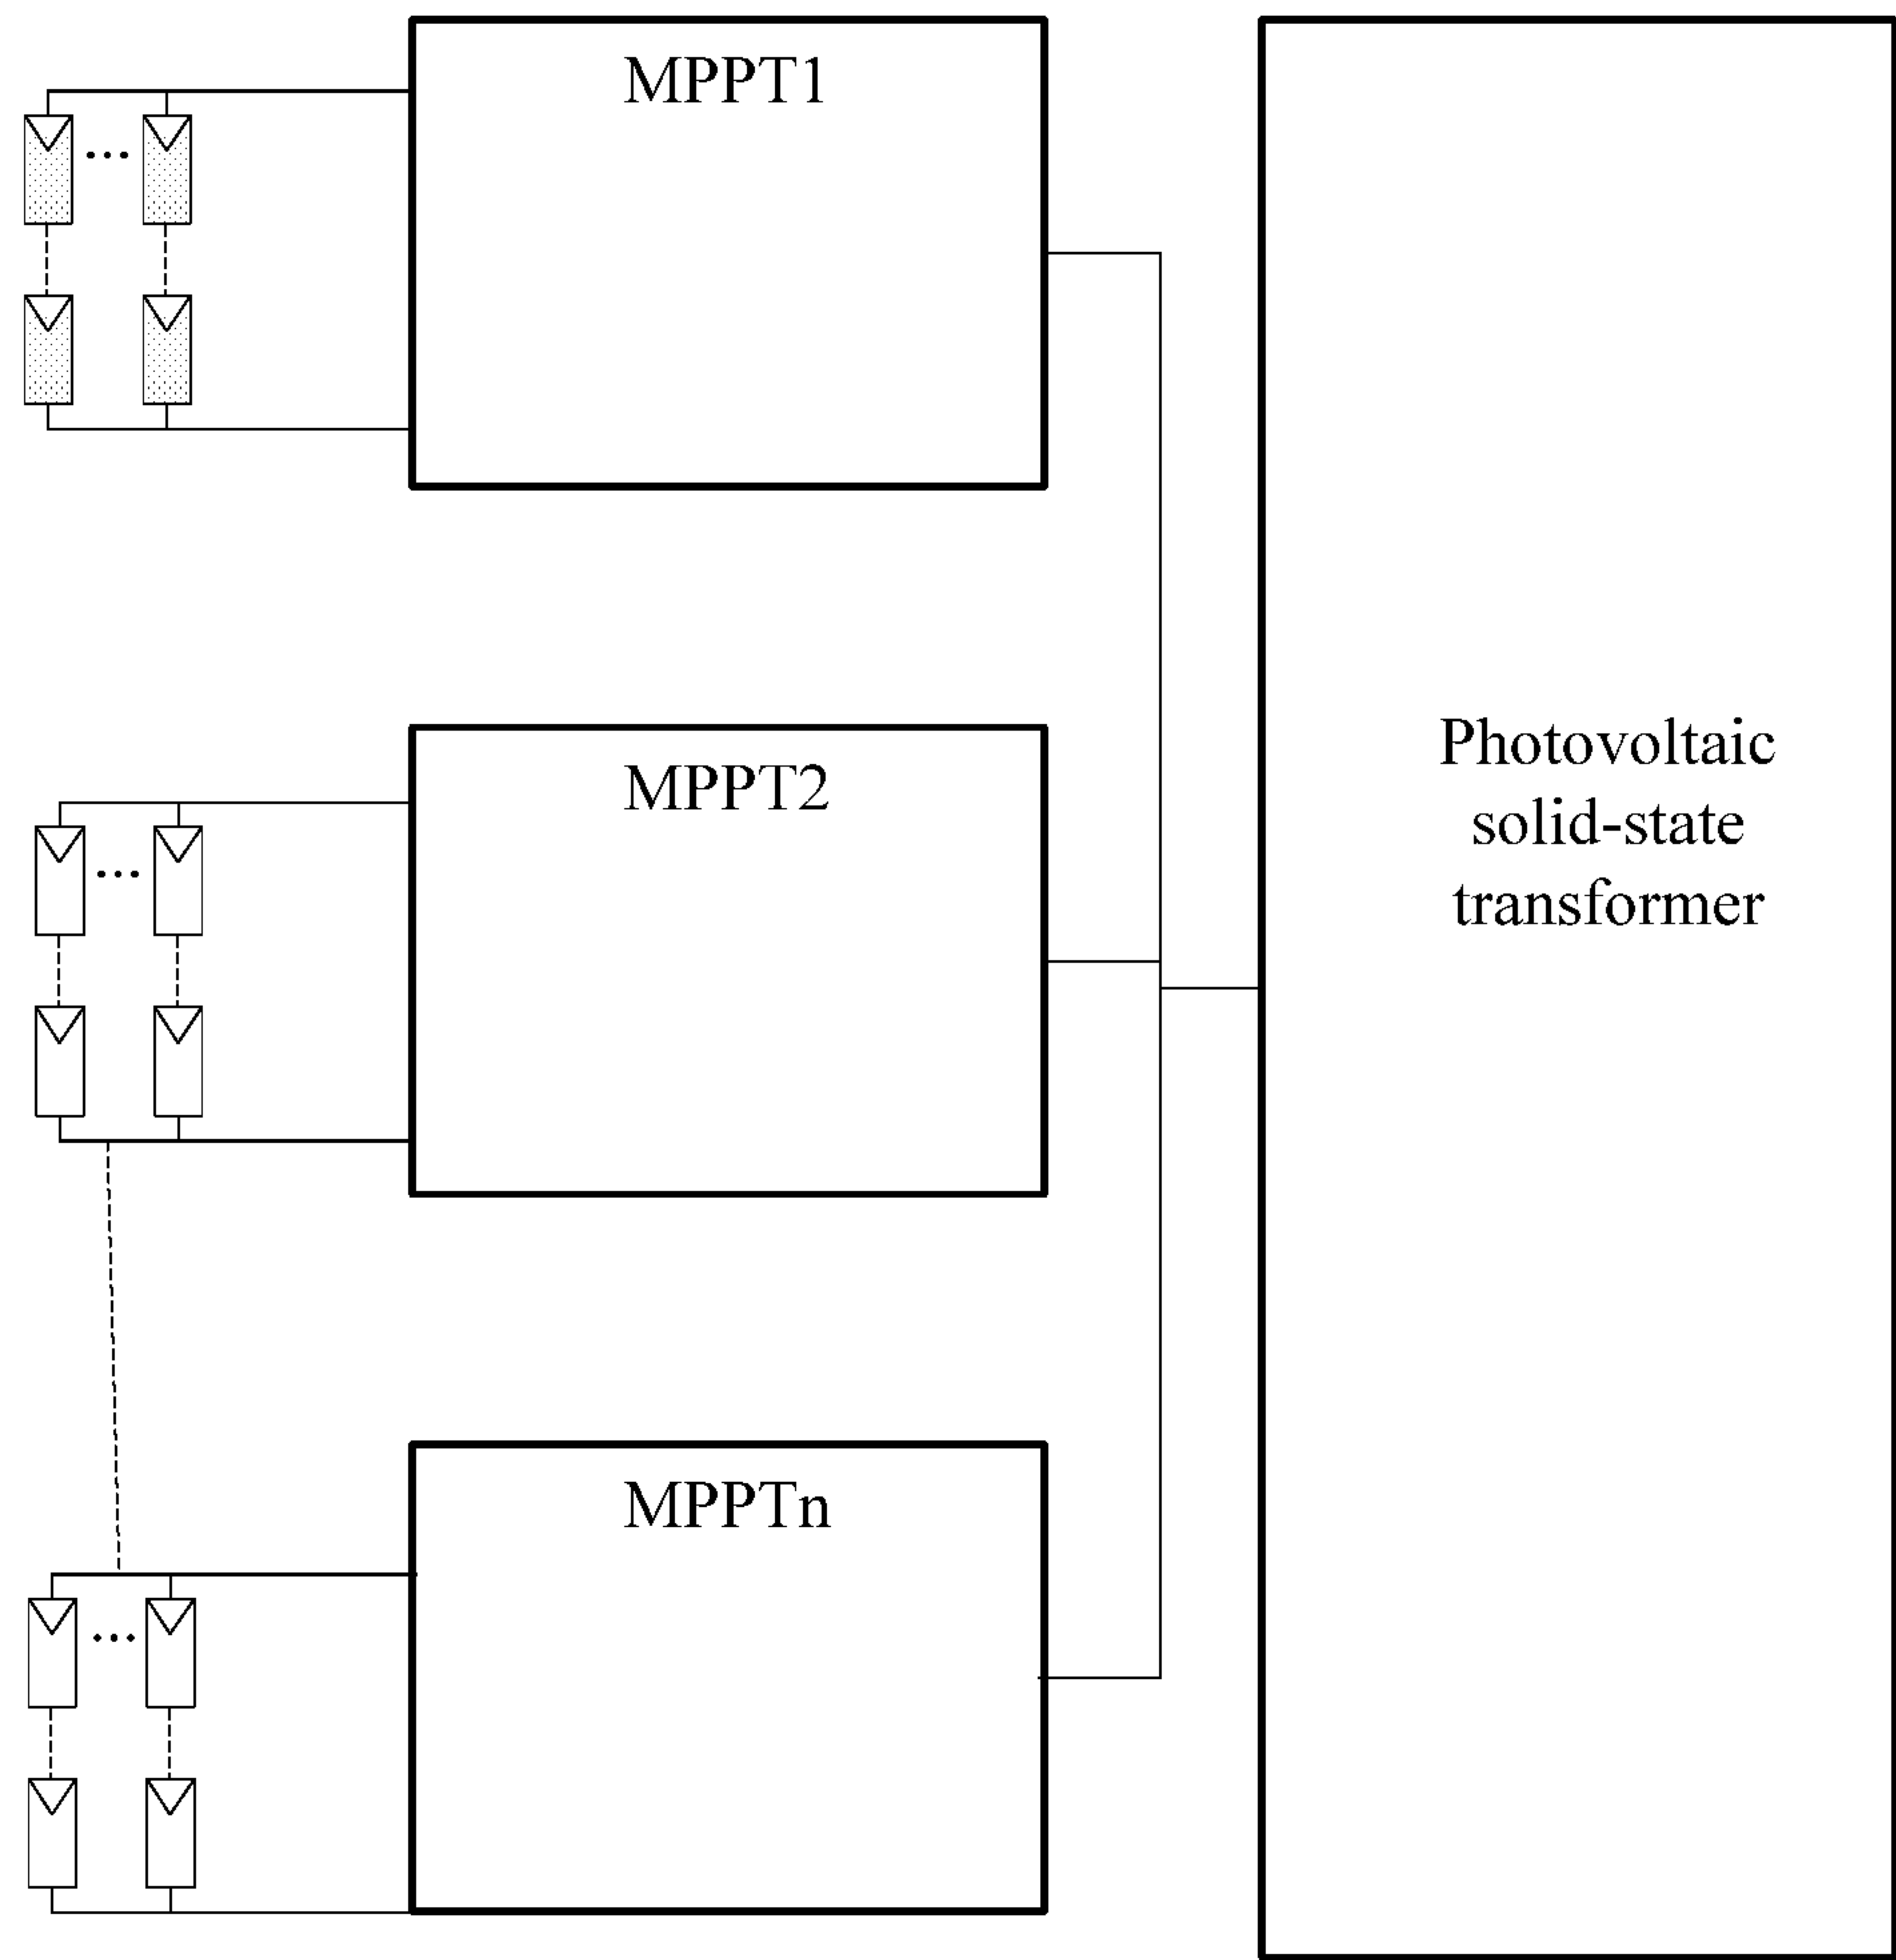 MPPT1
MPPT2
Photovoltaic
solid-state
transformer
MPPTn